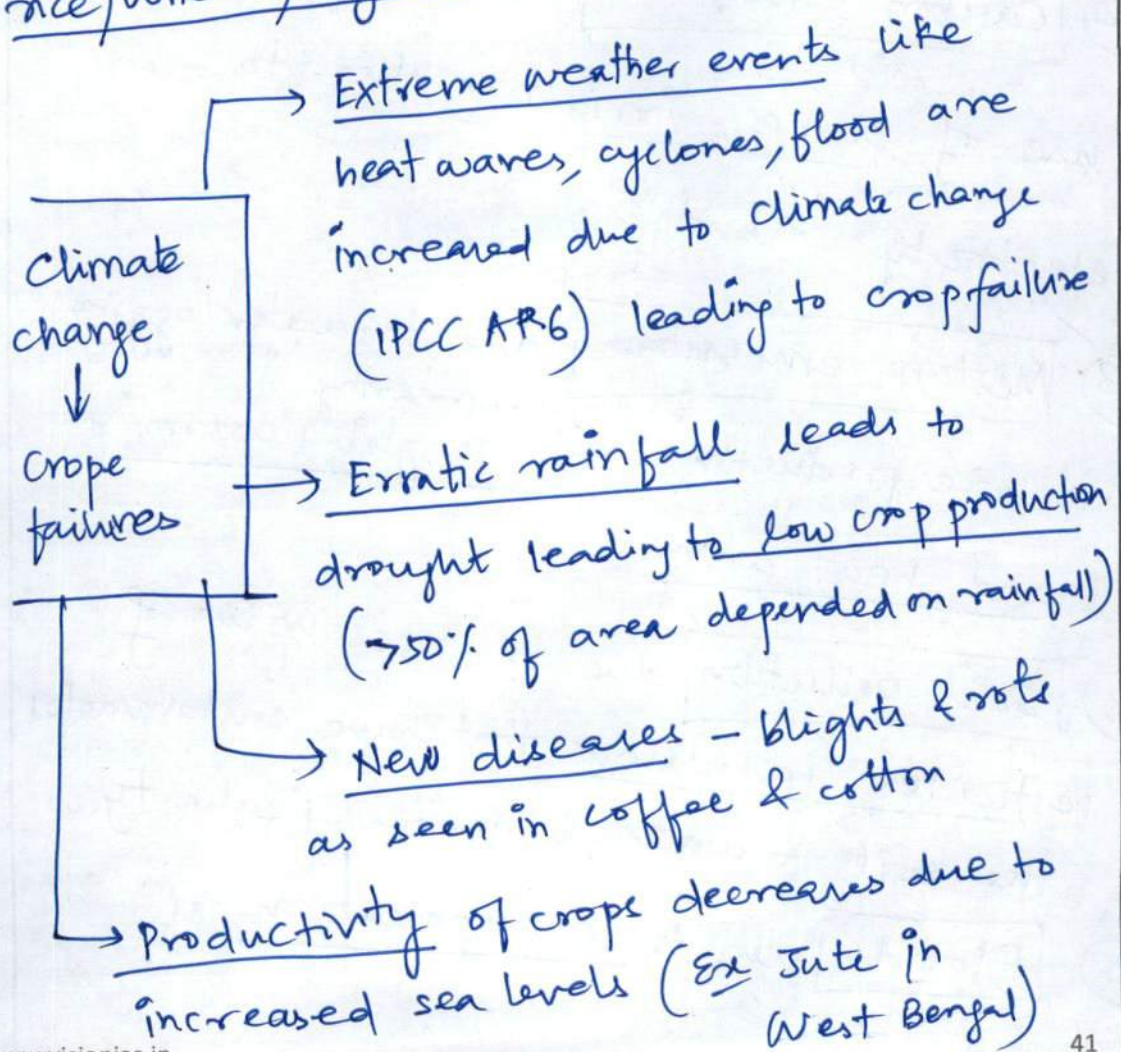 Extreme weather events like
heat waves, cyclones, flood are
increased due to climate change
(IPCC AR6) leading to crop failure
Climate
change
↓
Crope
failures
Erratic rainfall leads to
drought leading to low crop production
(>50% of area depended on rainfall)
New diseases - blights & rots
as seen in coffee & cotton
Productivity of crops decreases due to
increased sea levels (Ex Jute in
West Bengal)
41